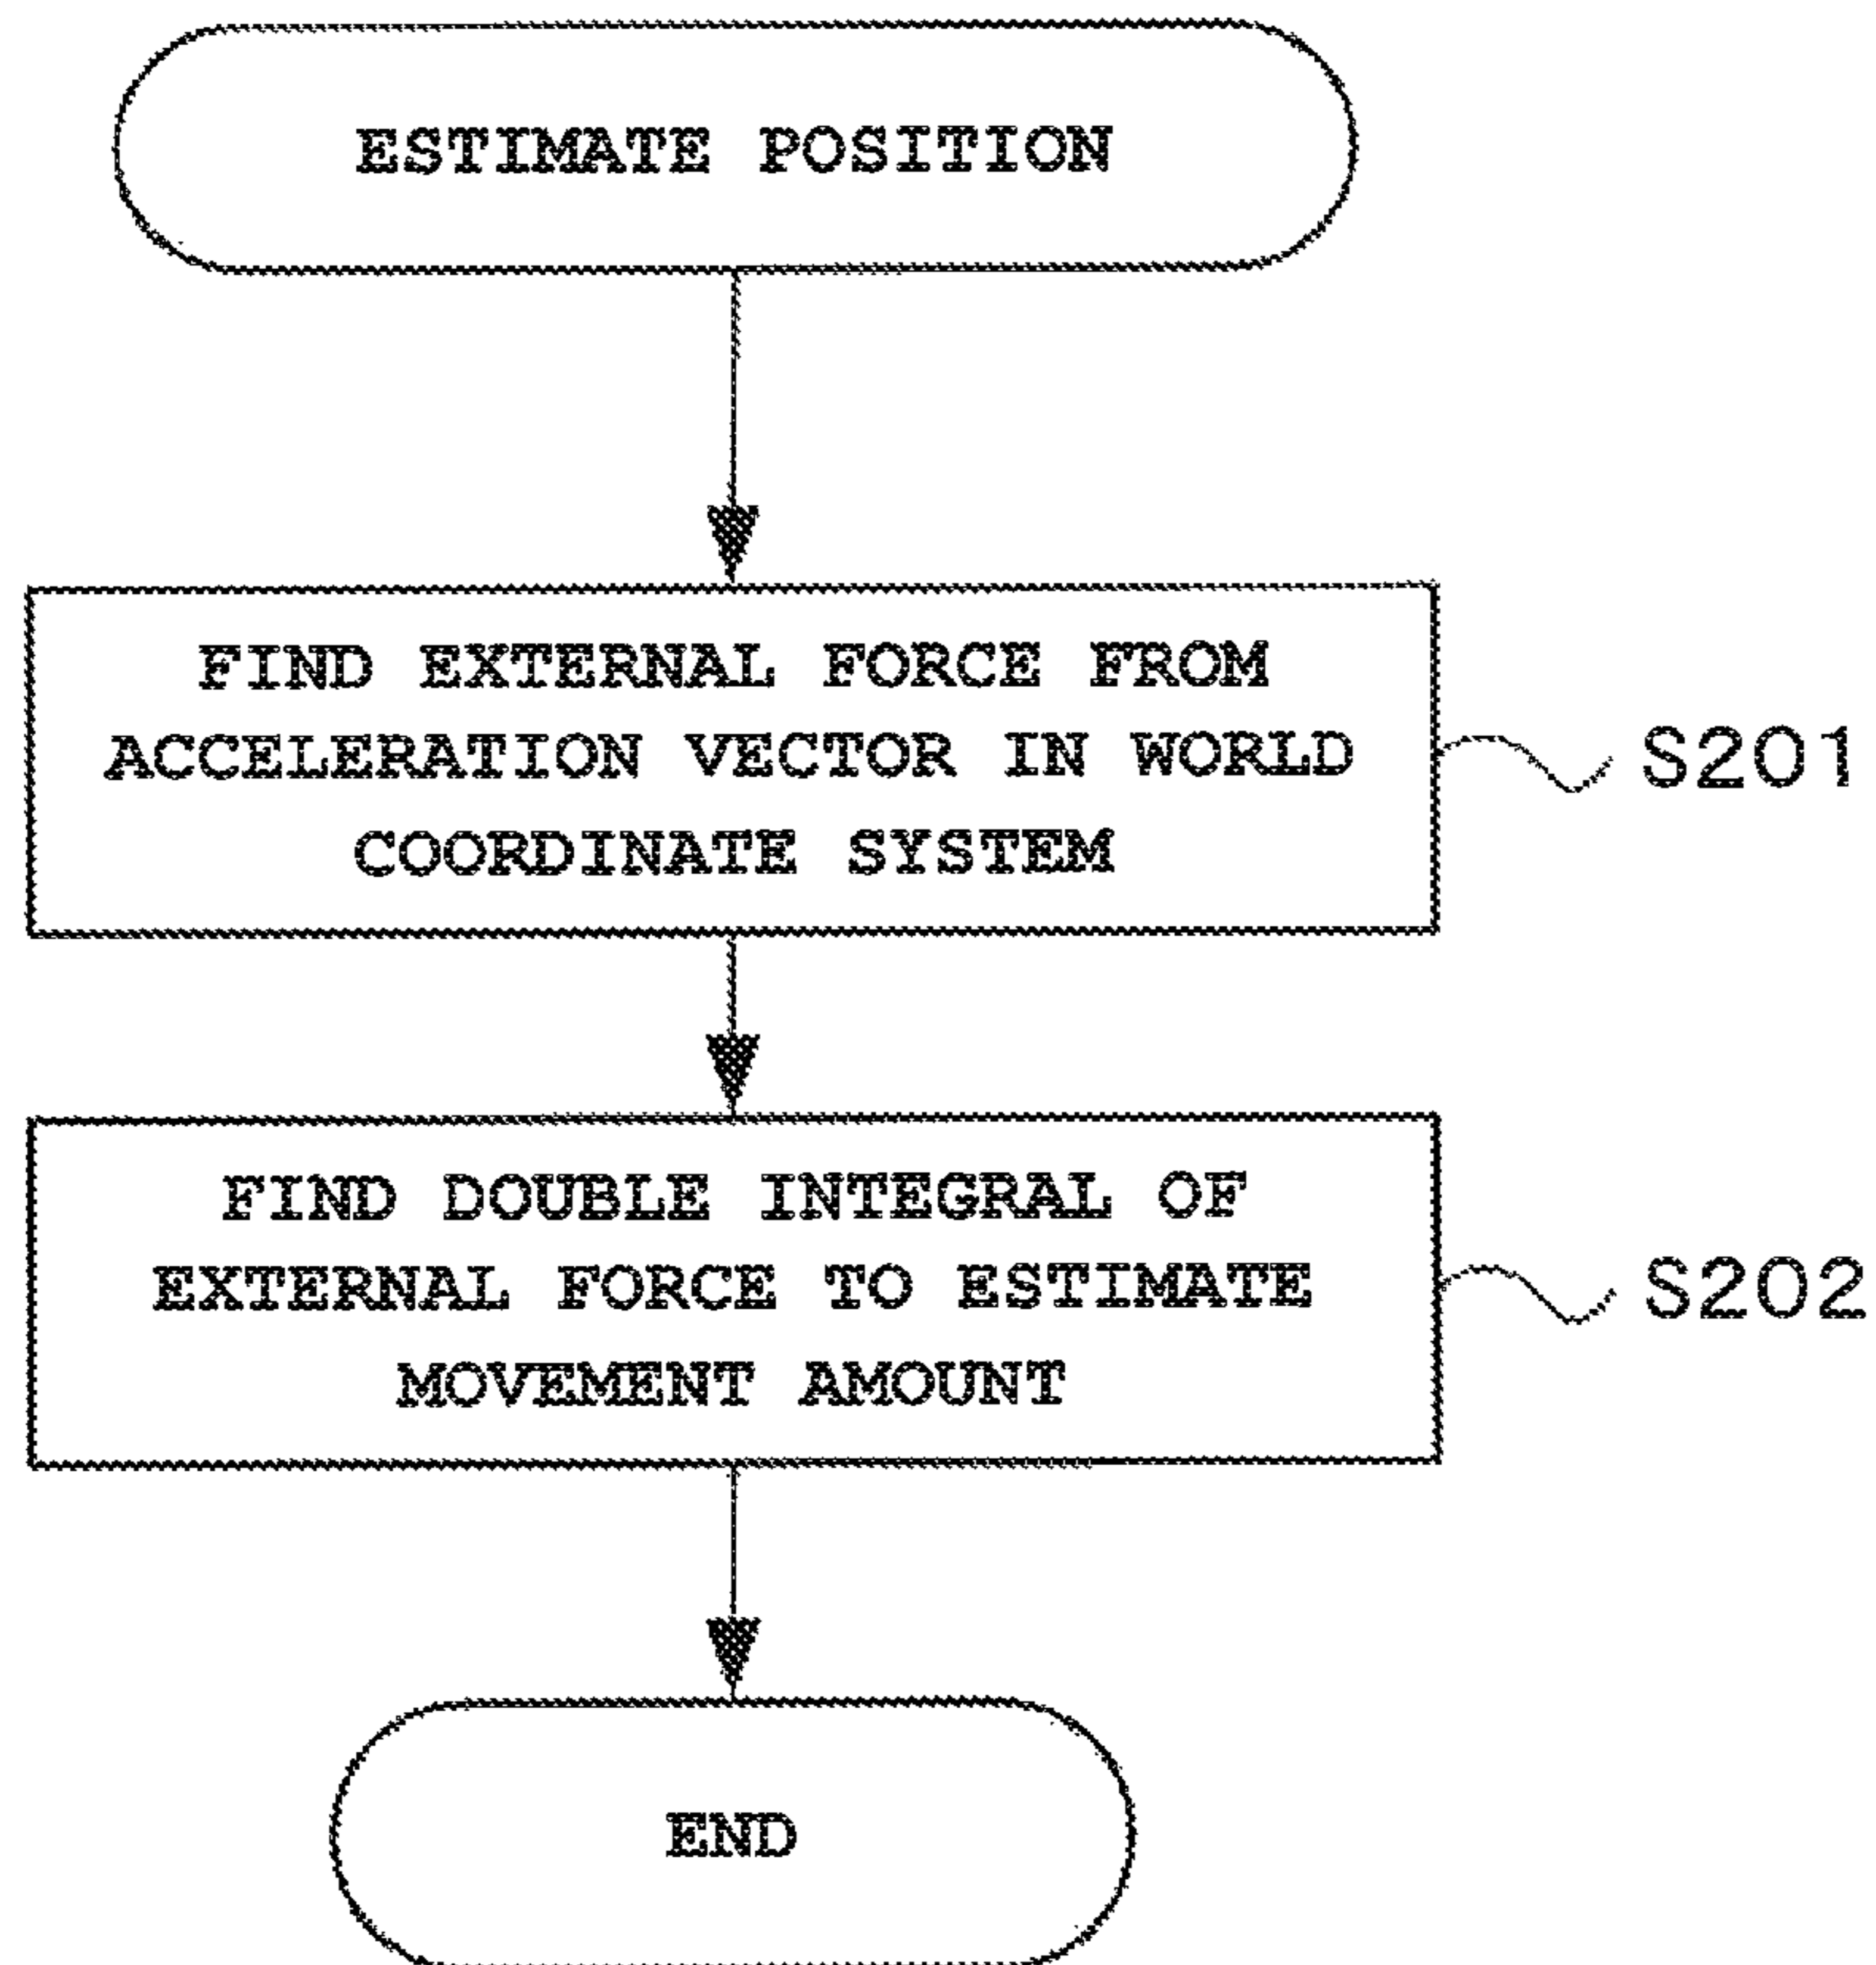 ESTIMATE POSITION
FIND EXTERNAL FORCE FROM
ACCELERATION VECTOR IN WORLD
COORDINATE SYSTEM
S201
FIND DOUBLE INTEGRAL OF
EXTERNAL FORCE TO ESTIMATE
MOVEMENT AMOUNT
S202
END